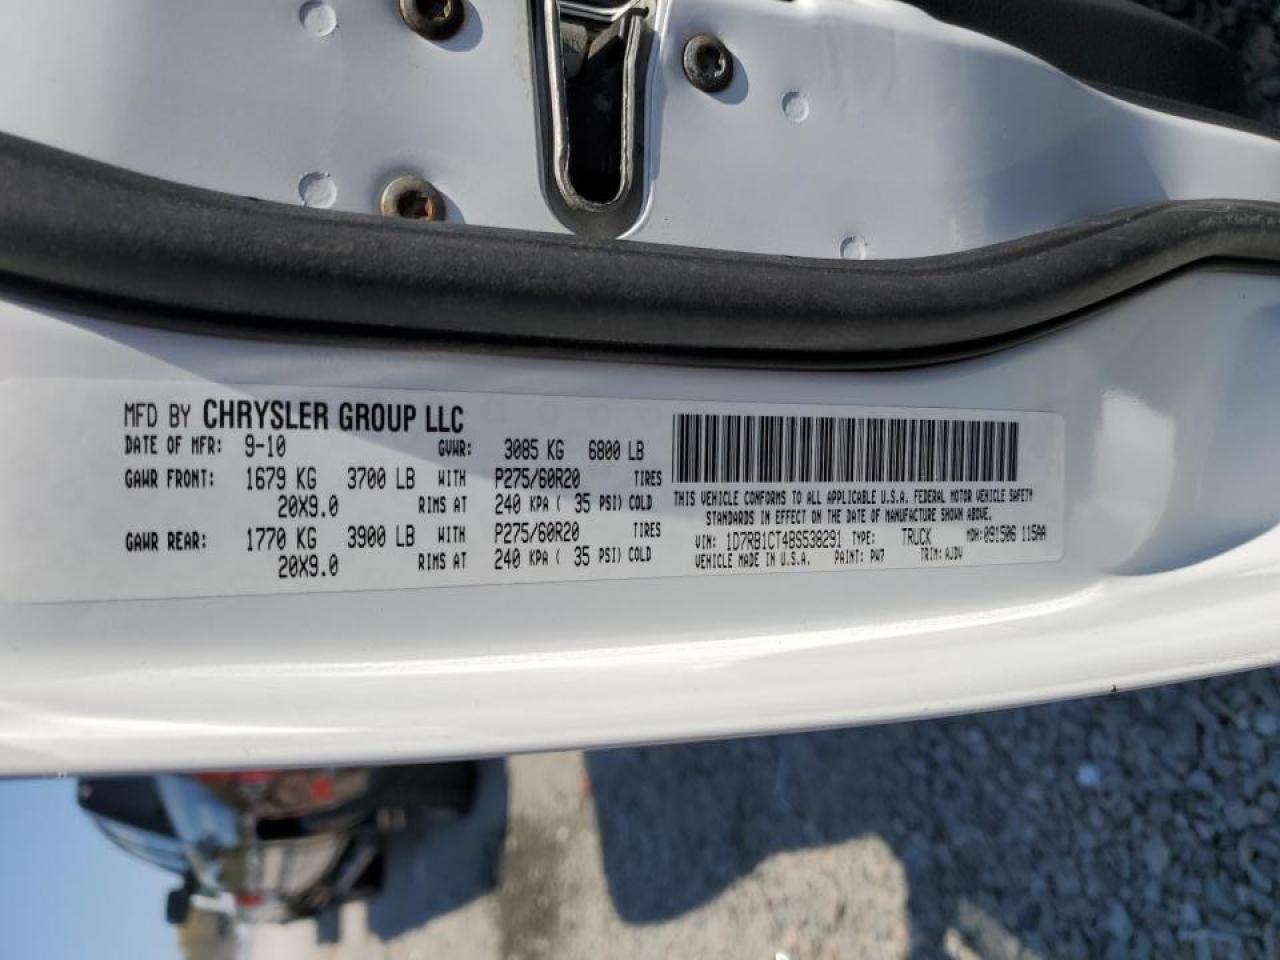 MFD BY CHRYSLER GROUP LLC
DATE OF MFR: 9-10 GVWR: 3085 KG 6800 LB
GAWR FRONT: 1679 KG 3700 LB WITH P275/60R20 TIRES
20X9.0 RIMS AT 240 KPA ( 35 PSI) COLD
GAWR REAR: 1770 KG 3900 LB WITH P275/60R20 TIRES
20X9.0 RIMS AT 240 KPA ( 35 PSI) COLD
THIS VEHICLE CONFORMS TO ALL APPLICABLE U.S.A. FEDERAL MOTOR VEHICLE SAFETY
STANDARDS IN EFFECT ON THE DATE OF MANUFACTURE SHOWN ABOVE.
VIN: 1D7RB1CT4BS538291 TYPE: TRUCK MDH: 091506 115AA
VEHICLE MADE IN U.S.A. PAINT: PW7 TRIM: AJDV